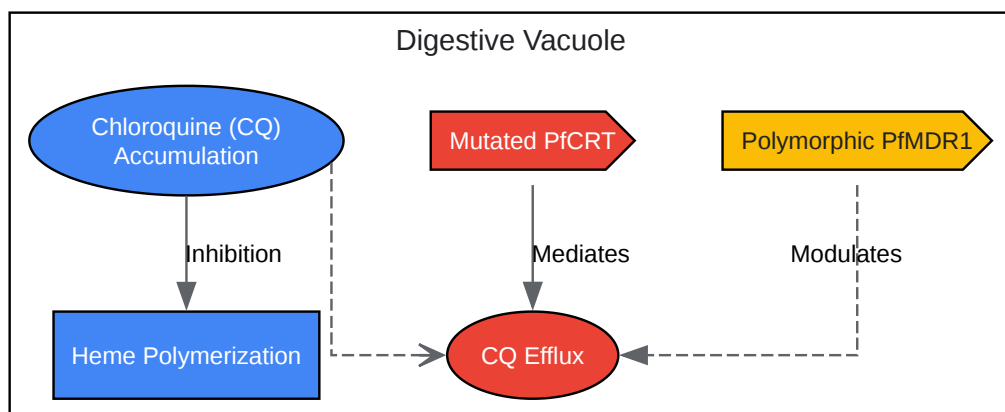 Digestive Vacuole
Chloroquine (CQ)
Accumulation
Mutated PfCRT
Polymorphic PfMDR1
Inhibition
Mediates
Modulates
Heme Polymerization
CQ Efflux